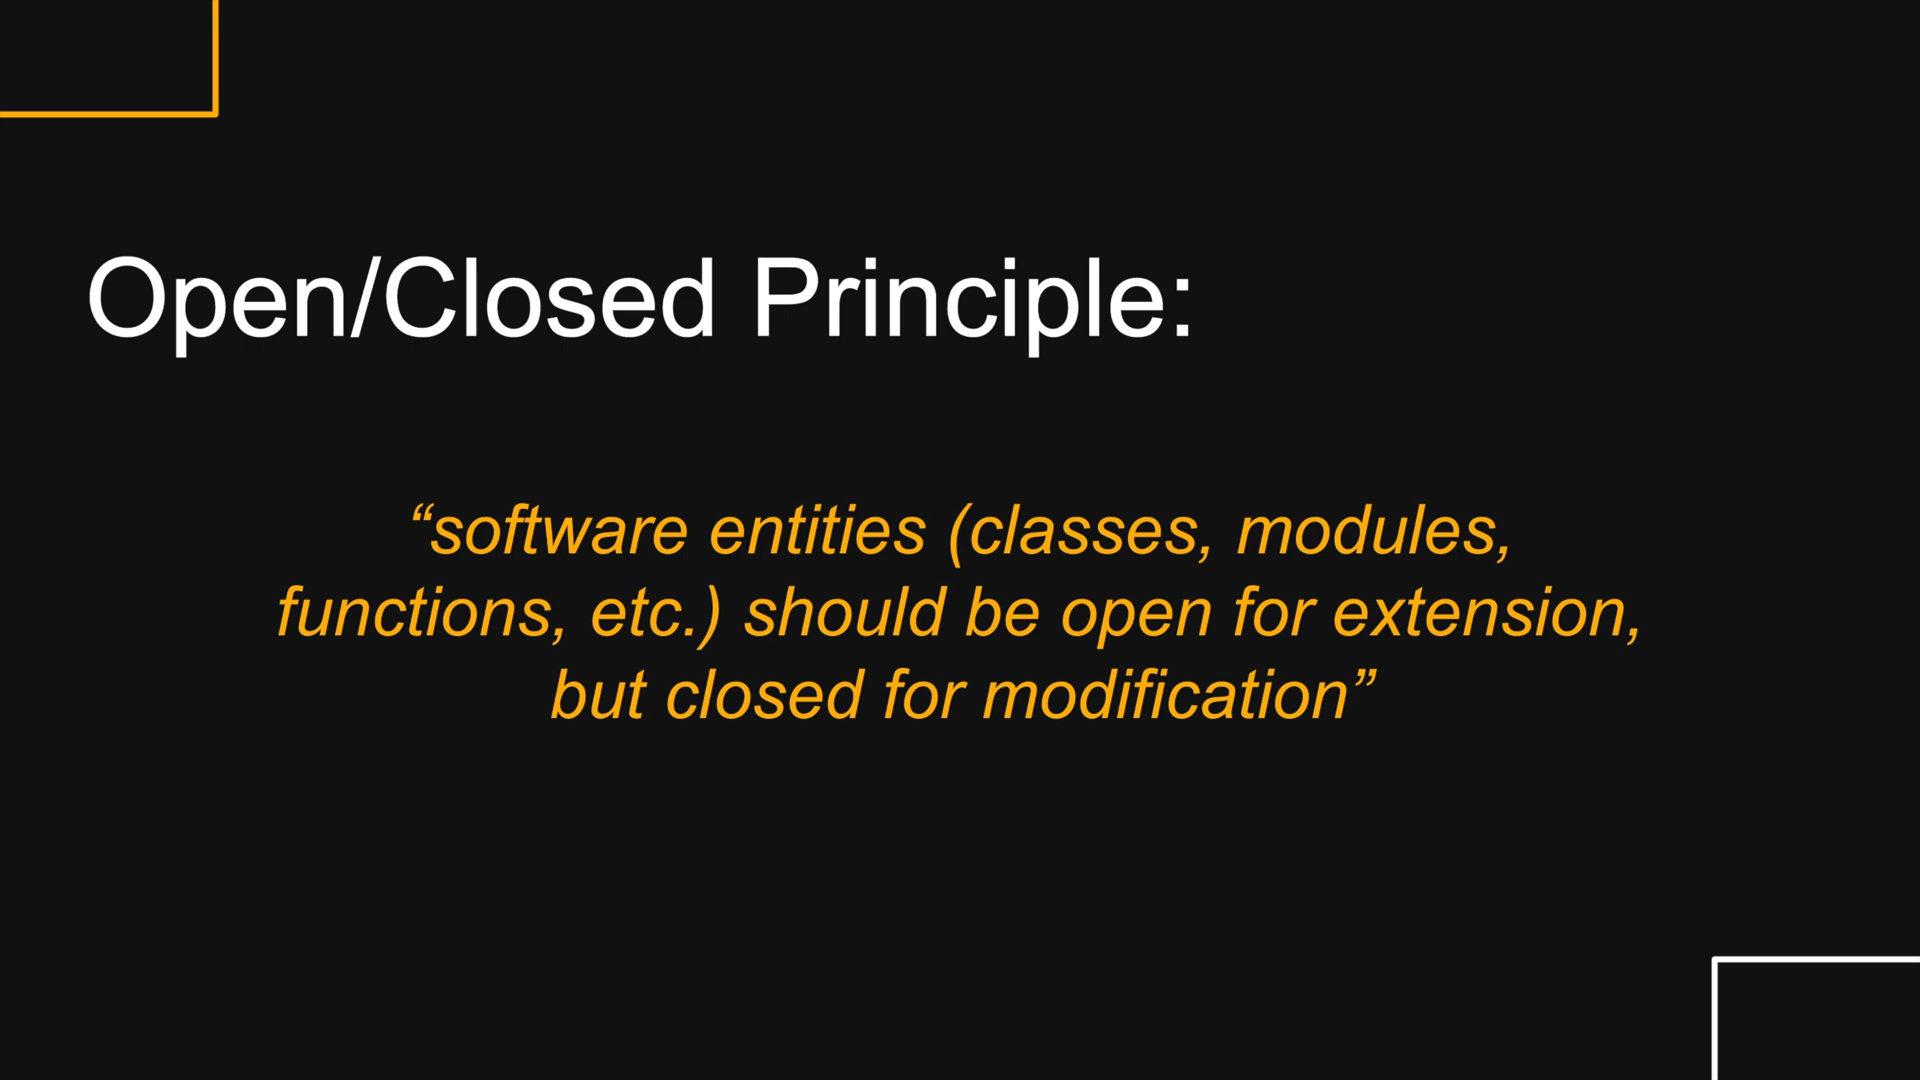 Open/Closed Principle:
“software entities (classes, modules,
functions, etc.) should be open for extension,
but closed for modification”